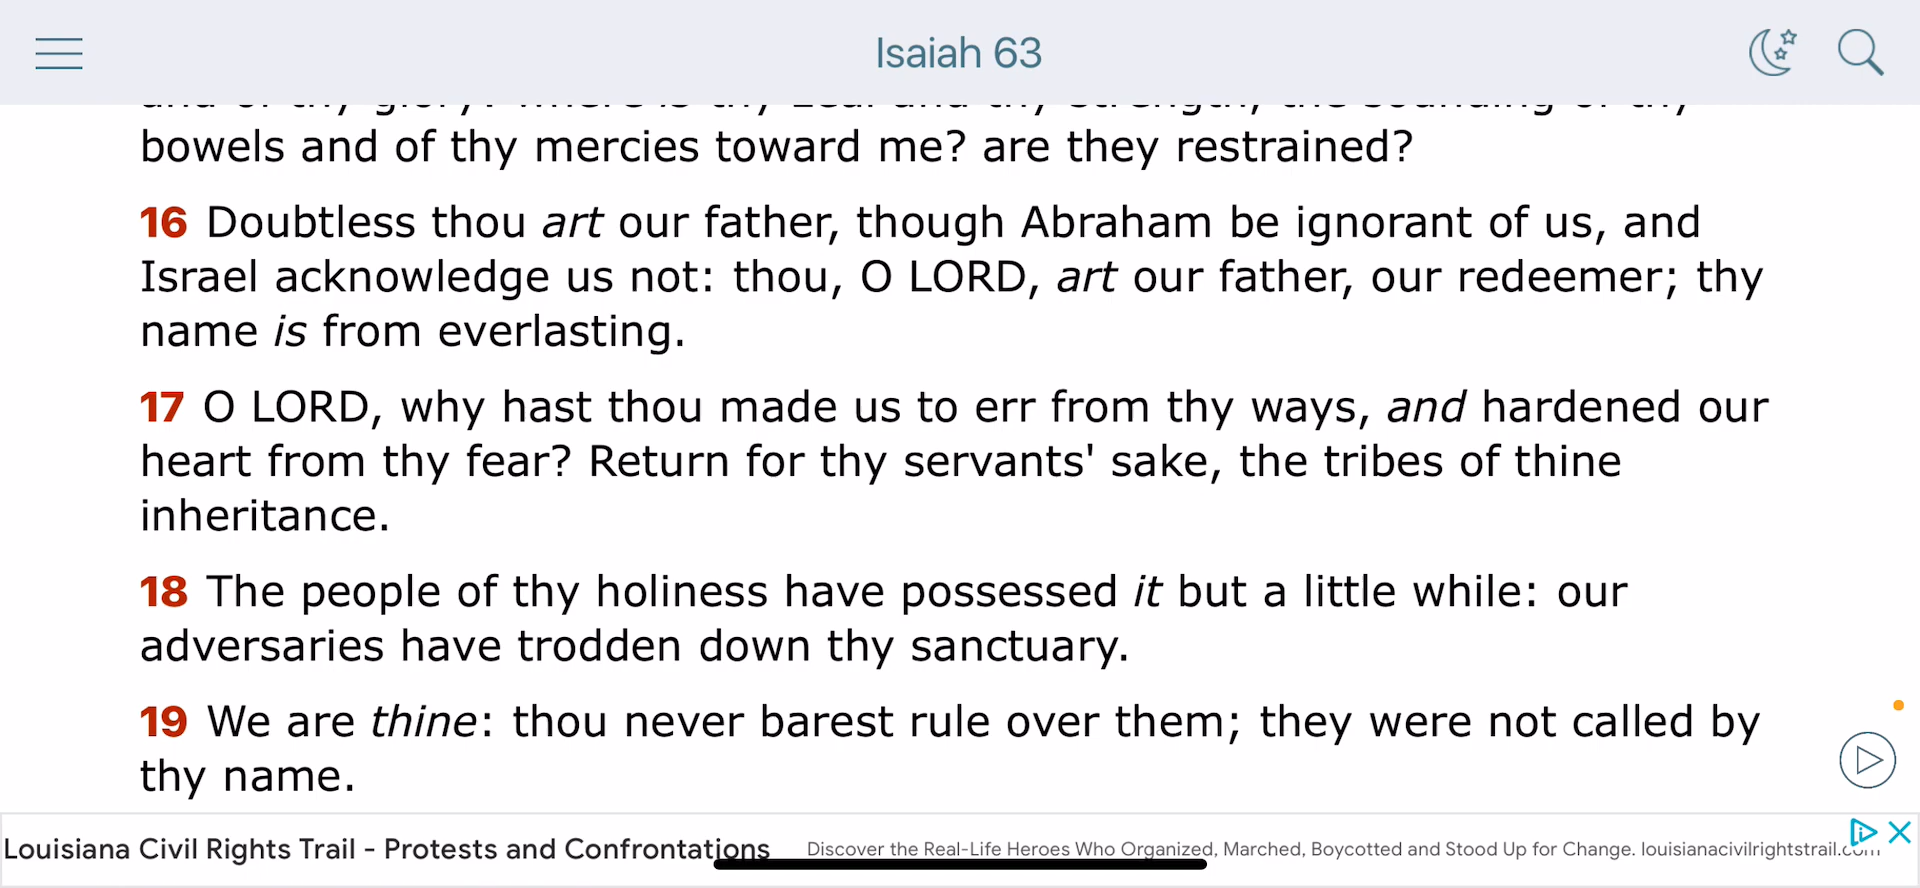 Isaiah 63
bowels and of thy mercies toward me? are they restrained?
16 Doubtless thou art our father, though Abraham be ignorant of us, and
Israel acknowledge us not: thou, O LORD, art our father, our redeemer; thy
name is from everlasting.
17 O LORD, why hast thou made us to err from thy ways, and hardened our
heart from thy fear? Return for thy servants' sake, the tribes of thine
inheritance.
18 The people of thy holiness have possessed it but a little while: our
adversaries have trodden down thy sanctuary.
19 We are thine: thou never barest rule over them; they were not called by
thy name.
Louisiana Civil Rights Trail - Protests and Confrontations
Discover the Real-Life Heroes Who Organized, Marched, Boycotted and Stood Up for Change. louisianacivilrightstrail.com